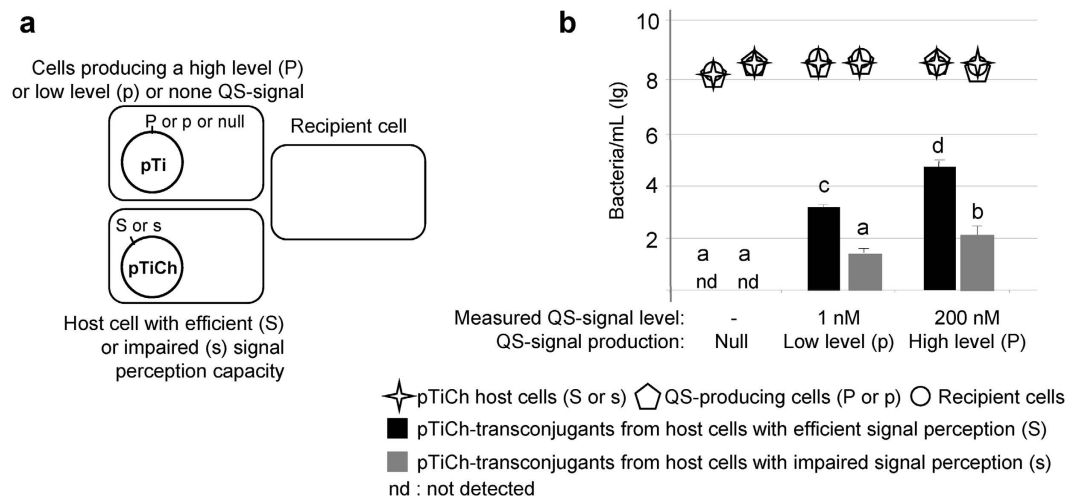 a
Cells producing a high level (P)
or low level (p) or none QS-signal
P or p or null
pTi
Recipient cell
S or s
pTiCh
Host cell with efficient (S)
or impaired (s) signal
perception capacity
b
Bacteria/mL (lg)
10
8
6
4
2
a
a
nd
nd
c
a
d
b
Measured QS-signal level: - 1 nM 200 nM
QS-signal production: Null Low level (p) High level (P)
pTiCh host cells (S or s) QS-producing cells (P or p) Recipient cells
pTiCh-transconjugants from host cells with efficient signal perception (S)
pTiCh-transconjugants from host cells with impaired signal perception (s)
nd : not detected